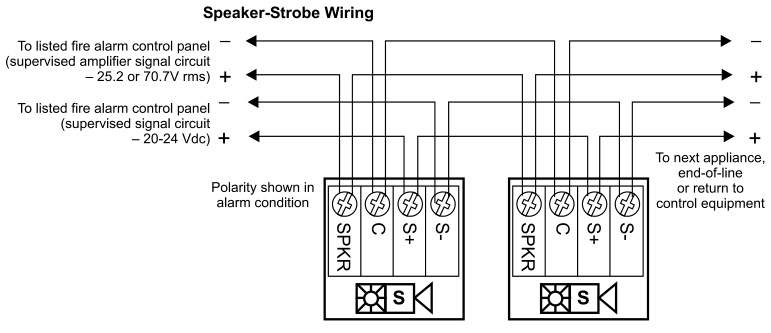 Speaker-Strobe Wiring
To listed fire alarm control panel
(supervised amplifier signal circuit
– 25.2 or 70.7V rms)
–
+
–
+
To listed fire alarm control panel
(supervised signal circuit
– 20-24 Vdc)
–
+
–
+
Polarity shown in
alarm condition
To next appliance,
end-of-line
or return to
control equipment
SPKR
C
S+
S-
S
SPKR
C
S+
S-
S